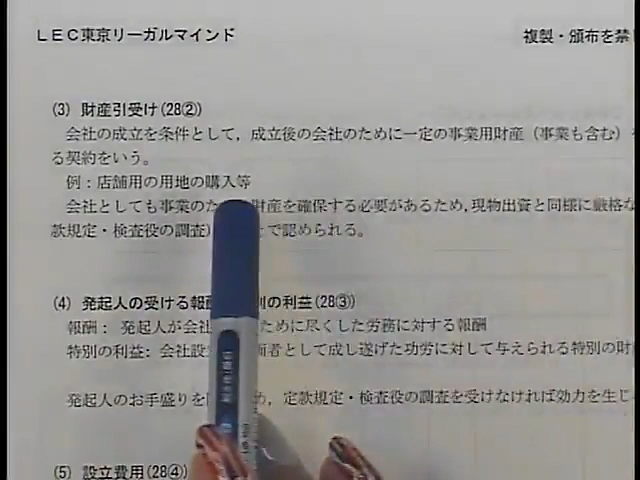 LEC東京リーガルマインド
複製・頒布を禁
(3) 財産引受け(28②)
会社の成立を条件として，成立後の会社のために一定の事業用財産（事業も含む）
る契約をいう。
例：店舗用の用地の購入等
会社としても事業のた 財産を確保する必要があるため,現物出資と同様に厳格な
款規定・検査役の調査） で認められる。
(4) 発起人の受ける報 別の利益(28③)
報酬： 発起人が会社 ために尽くした労務に対する報酬
特別の利益：会社設 者として成し遂げた功労に対して与えられる特別の財
発起人のお手盛りを め，定款規定・検査役の調査を受けなければ効力を生じ
(5) 設立費用(28④)